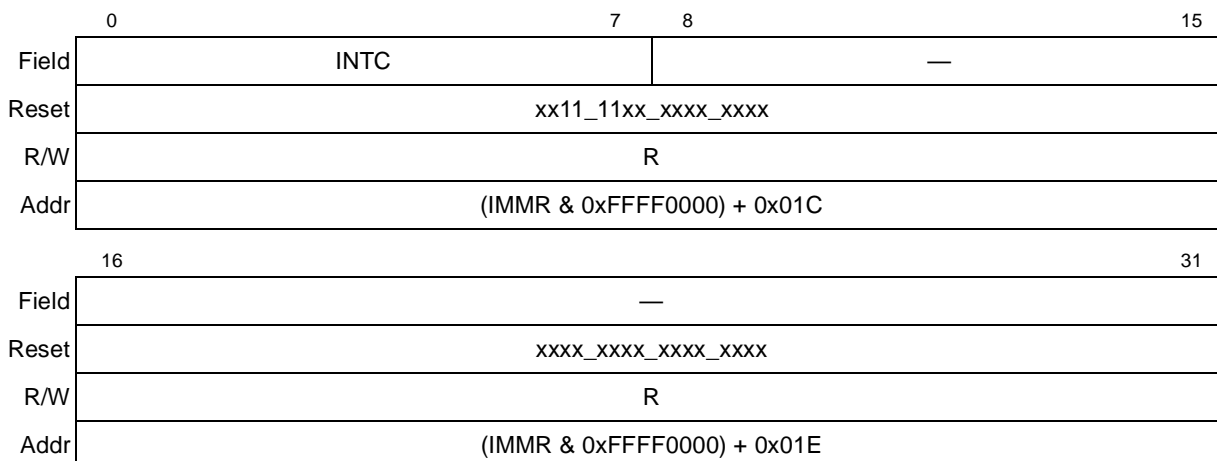 0 7 8 15
Field INTC —
Reset xx11_11xx_xxxx_xxxx
R/W R
Addr (IMMR & 0xFFFF0000) + 0x01C
16 31
Field —
Reset xxxx_xxxx_xxxx_xxxx
R/W R
Addr (IMMR & 0xFFFF0000) + 0x01E